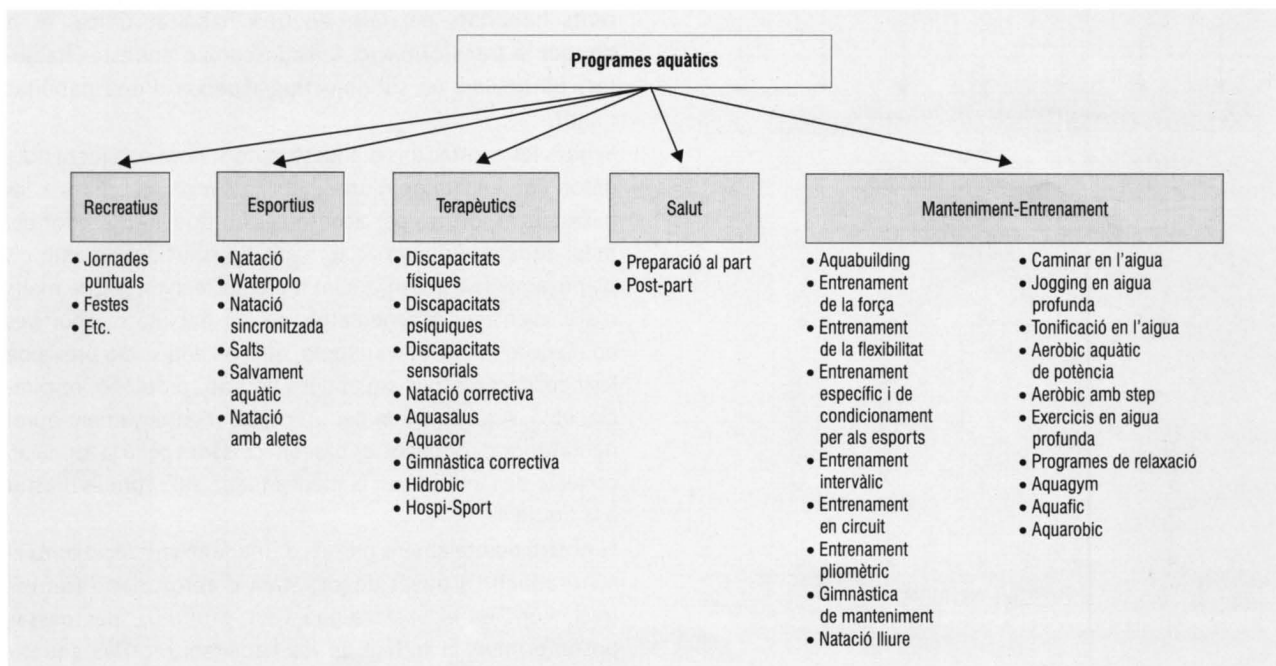 Programes aquàtics
Recreatius
• Jornades
puntuals
• Festes
• Etc.
Esportius
• Natació
• Waterpolo
• Natació
sincronitzada
• Salts
• Salvament
aquàtic
• Natació
amb aletes
Terapèutics
• Discapacitats
físiques
• Discapacitats
psíquiques
• Discapacitats
sensorials
• Natació correctiva
• Aquasalus
• Aquacor
• Gimnàstica correctiva
• Hidrobic
• Hospi-Sport
Salut
• Preparació al part
• Post-part
Manteniment-Entrenament
• Aquabuilding
• Entrenament
de la força
• Entrenament
de la flexibilitat
• Entrenament
específic i de
condicionament
per als esports
• Entrenament
intervàlic
• Entrenament
en circuit
• Entrenament
pliomètric
• Gimnàstica
de manteniment
• Natació lliure
• Caminar en l'aigua
• Jogging en aigua
profunda
• Tonificació en l'aigua
• Aeròbic aquàtic
de potència
• Aeròbic amb step
• Exercicis en aigua
profunda
• Programes de relaxació
• Aquagym
• Aquafic
• Aquarobic